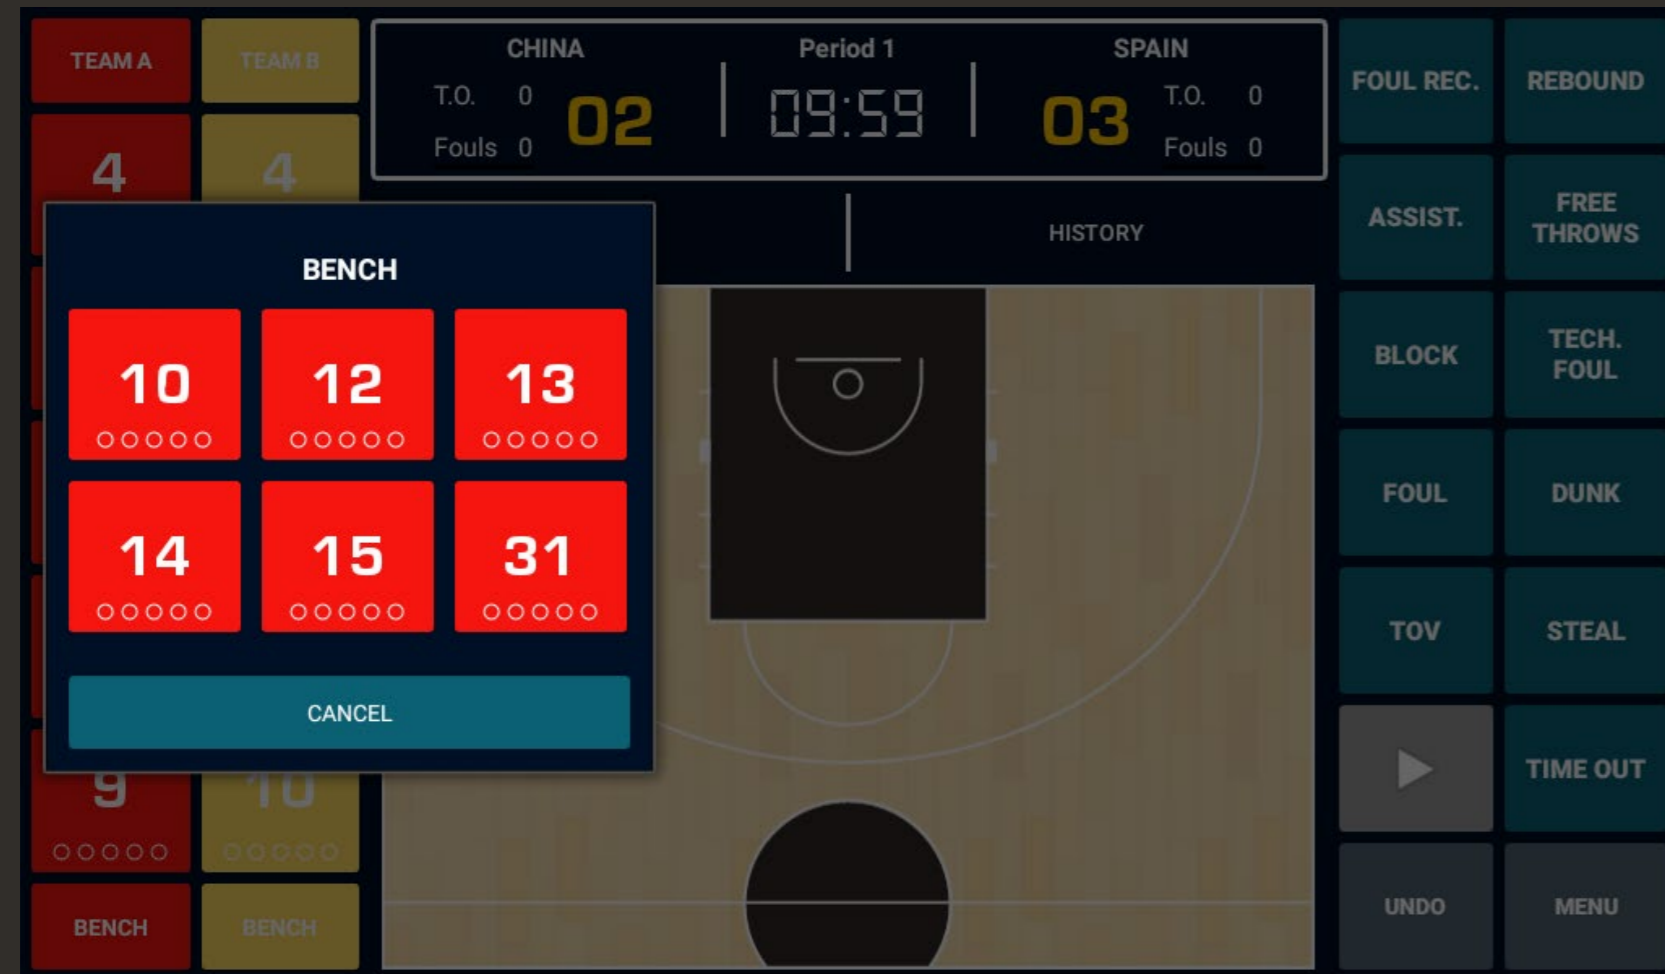 TEAM A
TEAM B
CHINA
Period 1
SPAIN
T.O. 0
02
09:59
03
T.O. 0
Fouls 0
Fouls 0
FOUL REC.
REBOUND
4
4
HISTORY
ASSIST.
FREE
THROWS
BENCH
10
12
13
14
15
31
CANCEL
BLOCK
TECH.
FOUL
FOUL
DUNK
TOV
STEAL
9
10
TIME OUT
BENCH
BENCH
UNDO
MENU